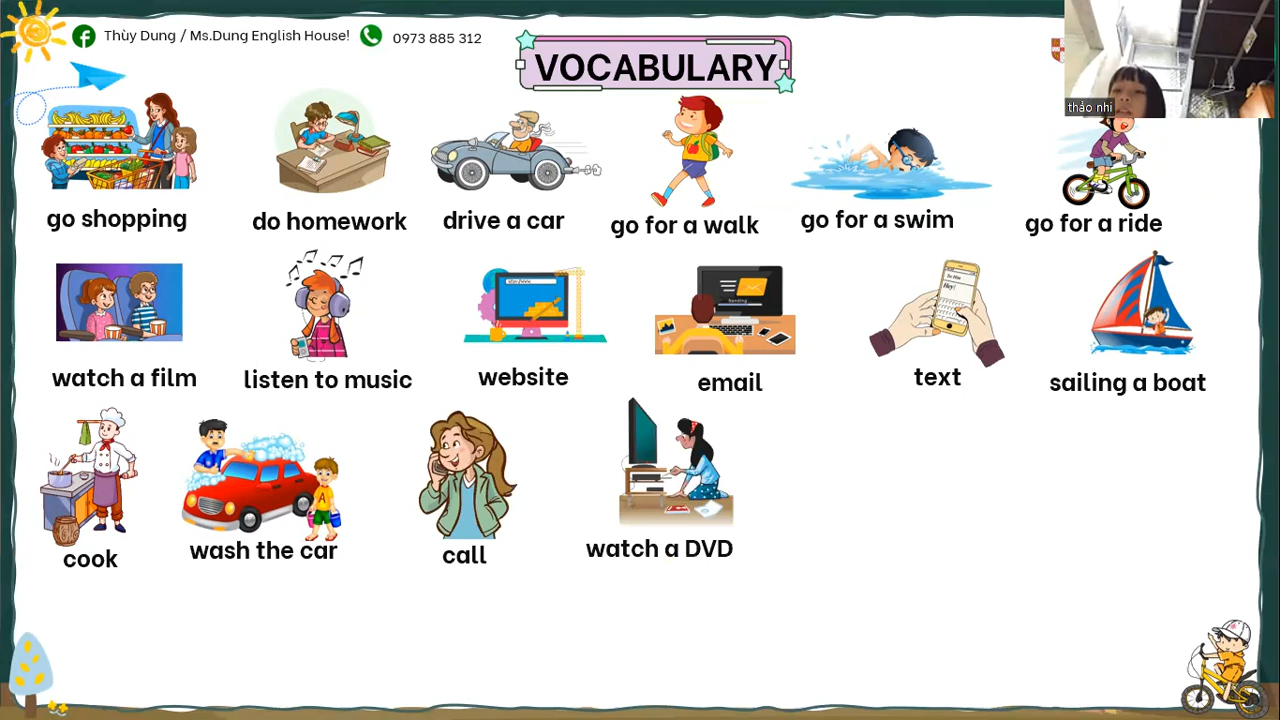 Thùy Dung / Ms.Dung English House!
0973 885 312
VOCABULARY
thảo nhi
go shopping
do homework
drive a car
go for a walk
go for a swim
go for a ride
watch a film
listen to music
website
email
text
sailing a boat
Sending
Hey!
cook
wash the car
call
watch a DVD
A